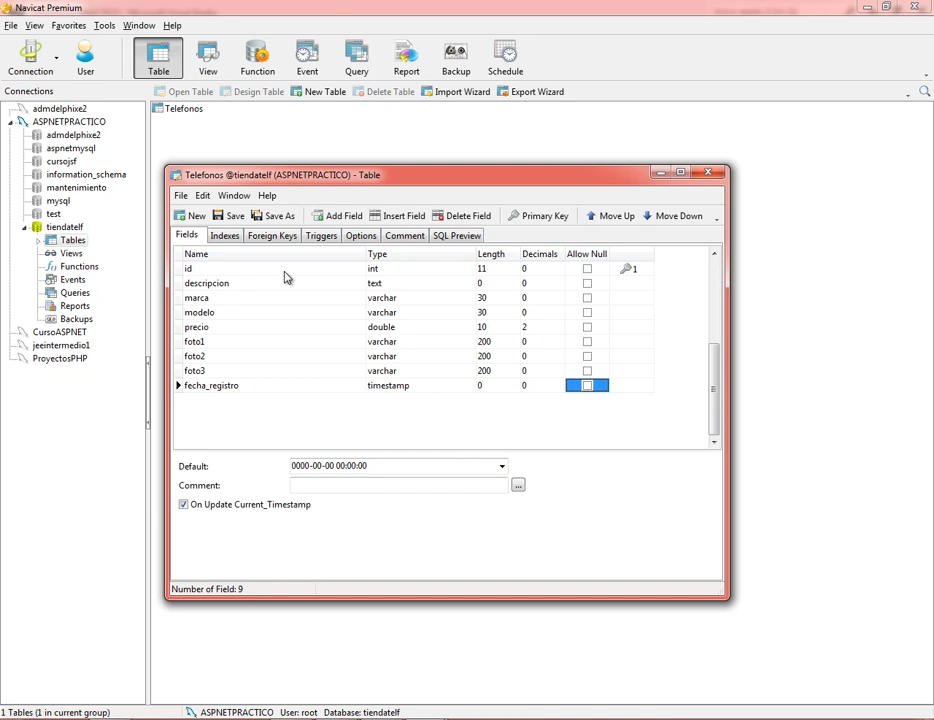 Navicat Premium
File View Favorites Tools Window Help
Connection User Table View Function Event Query Report Backup Schedule
Connections Open Table Design Table New Table Delete Table Import Wizard Export Wizard
admdelphixe2
ASPNETPRACTICO
admdelphixe2
aspnetmysql
cursojsf
information_schema
mantenimiento
mysql
test
tiendatelf
Tables
Views
Functions
Events
Queries
Reports
Backups
CursoASPNET
jeeintermedio1
ProyectosPHP
Telefonos
Telefonos @tiendatelf (ASPNETPRACTICO) - Table
File Edit Window Help
New Save Save As Add Field Insert Field Delete Field Primary Key Move Up Move Down
Fields Indexes Foreign Keys Triggers Options Comment SQL Preview
Name Type Length Decimals Allow Null
id int 11 0 1
descripcion text 0 0
marca varchar 30 0
modelo varchar 30 0
precio double 10 2
foto1 varchar 200 0
foto2 varchar 200 0
foto3 varchar 200 0
fecha_registro timestamp 0 0
Default: 0000-00-00 00:00:00
Comment: ...
On Update Current_Timestamp
Number of Field: 9
1 Tables (1 in current group) ASPNETPRACTICO User: root Database: tiendatelf